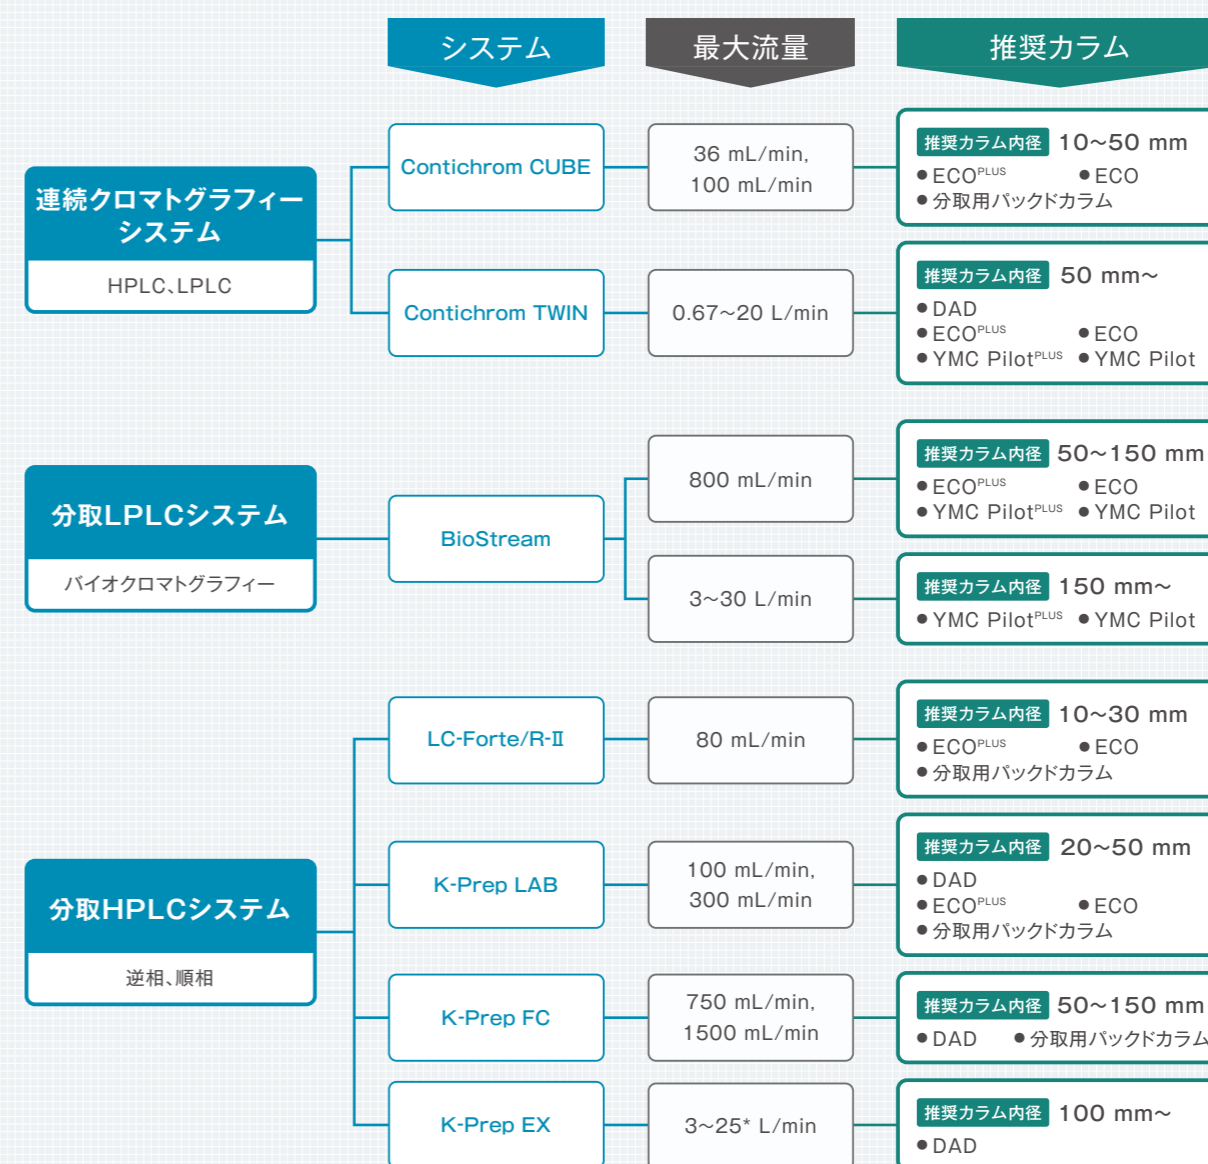 システム
最大流量
推奨カラム
連続クロマトグラフィー
システム
HPLC、LPLC
Contichrom CUBE
36 mL/min,
100 mL/min
推奨カラム内径 10～50 mm
● ECOPLUS ● ECO
● 分取用パックドカラム
Contichrom TWIN
0.67～20 L/min
推奨カラム内径 50 mm～
● DAD
● ECOPLUS ● ECO
● YMC PilotPLUS ● YMC Pilot
分取LPLCシステム
バイオクロマトグラフィー
BioStream
800 mL/min
推奨カラム内径 50～150 mm
● ECOPLUS ● ECO
● YMC PilotPLUS ● YMC Pilot
3～30 L/min
推奨カラム内径 150 mm～
● YMC PilotPLUS ● YMC Pilot
分取HPLCシステム
逆相、順相
LC-Forte/R-Ⅱ
80 mL/min
推奨カラム内径 10～30 mm
● ECOPLUS ● ECO
● 分取用パックドカラム
K-Prep LAB
100 mL/min,
300 mL/min
推奨カラム内径 20～50 mm
● DAD
● ECOPLUS ● ECO
● 分取用パックドカラム
K-Prep FC
750 mL/min,
1500 mL/min
推奨カラム内径 50～150 mm
● DAD ● 分取用パックドカラム
K-Prep EX
3～25* L/min
推奨カラム内径 100 mm～
● DAD